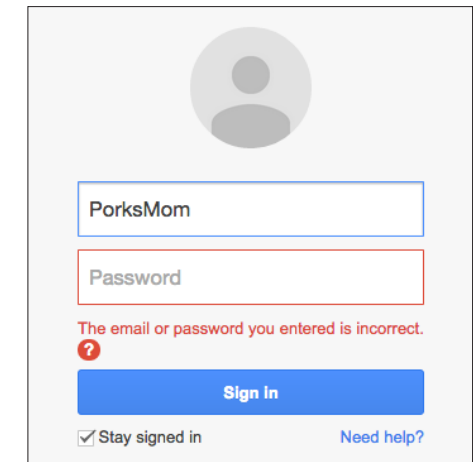 PorksMom
Password
The email or password you entered is incorrect.
?
Sign in
Stay signed in
Need help?